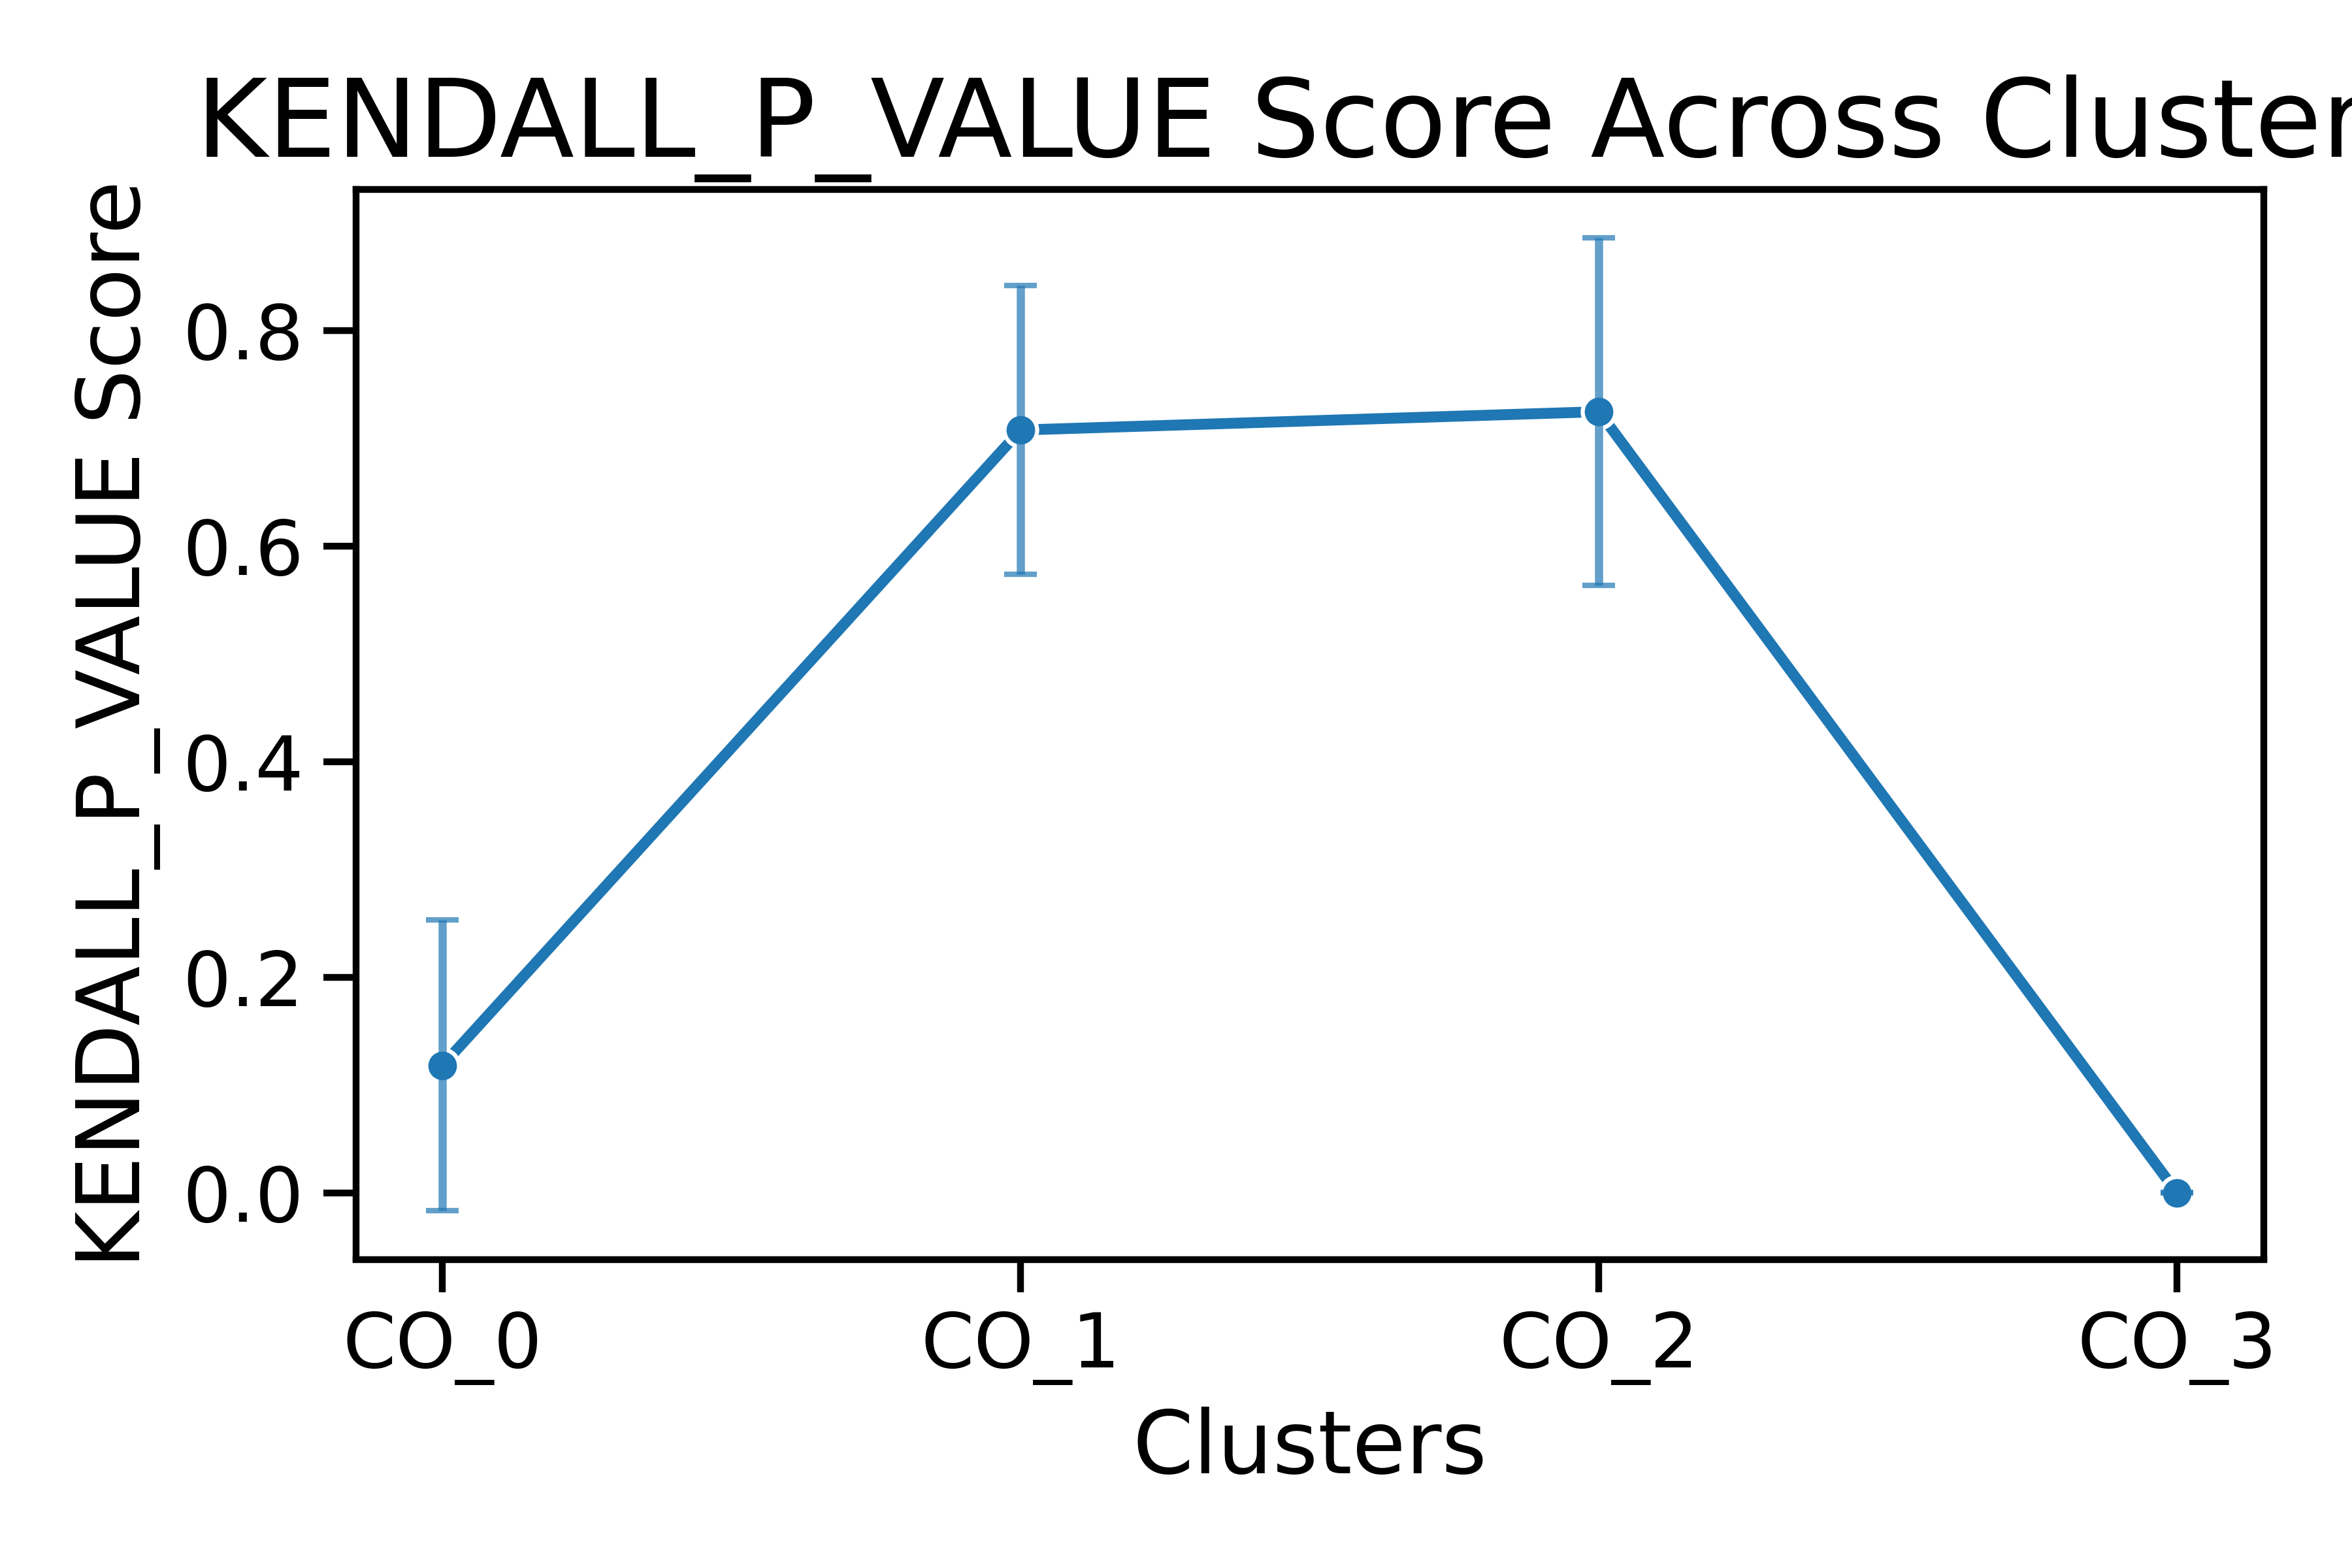 KENDALL_P_VALUE Score Across Cluster
KENDALL_P_VALUE Score
0.8
0.6
0.4
0.2
0.0
CO_0
CO_1
CO_2
CO_3
Clusters